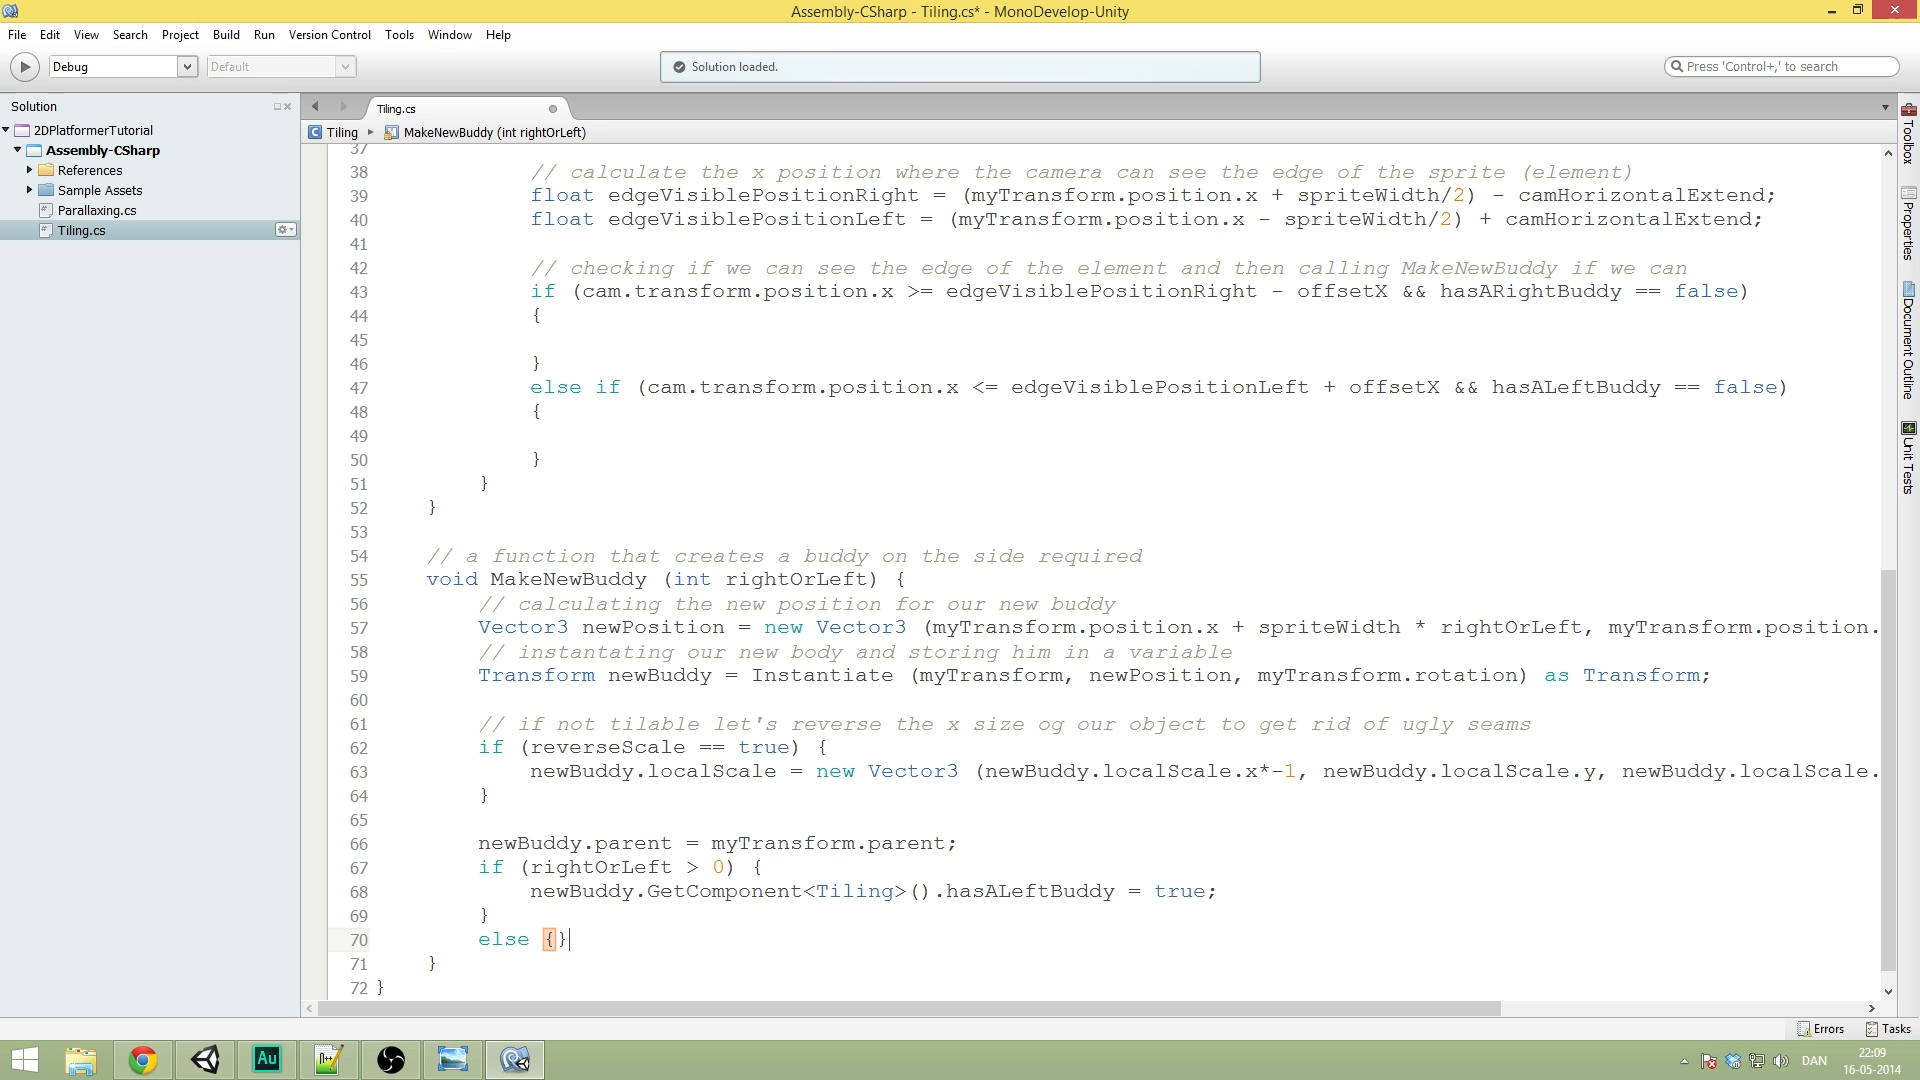 Assembly-CSharp - Tiling.cs* - MonoDevelop-Unity
File Edit View Search Project Build Run Version Control Tools Window Help
Debug
Default
Solution loaded.
Press 'Control+,' to search
Solution
2DPlatformerTutorial
Assembly-CSharp
References
Sample Assets
Parallaxing.cs
Tiling.cs
Tiling.cs
Tiling MakeNewBuddy (int rightOrLeft)
37
38 // calculate the x position where the camera can see the edge of the sprite (element)
39 float edgeVisiblePositionRight = (myTransform.position.x + spriteWidth/2) - camHorizontalExtend;
40 float edgeVisiblePositionLeft = (myTransform.position.x - spriteWidth/2) + camHorizontalExtend;
41
42 // checking if we can see the edge of the element and then calling MakeNewBuddy if we can
43 if (cam.transform.position.x >= edgeVisiblePositionRight - offsetX && hasARightBuddy == false)
44 {
45
46 }
47 else if (cam.transform.position.x <= edgeVisiblePositionLeft + offsetX && hasALeftBuddy == false)
48 {
49
50 }
51 }
52 }
53
54 // a function that creates a buddy on the side required
55 void MakeNewBuddy (int rightOrLeft) {
56 // calculating the new position for our new buddy
57 Vector3 newPosition = new Vector3 (myTransform.position.x + spriteWidth * rightOrLeft, myTransform.position.
58 // instantating our new body and storing him in a variable
59 Transform newBuddy = Instantiate (myTransform, newPosition, myTransform.rotation) as Transform;
60
61 // if not tilable let's reverse the x size og our object to get rid of ugly seams
62 if (reverseScale == true) {
63 newBuddy.localScale = new Vector3 (newBuddy.localScale.x*-1, newBuddy.localScale.y, newBuddy.localScale.
64 }
65
66 newBuddy.parent = myTransform.parent;
67 if (rightOrLeft > 0) {
68 newBuddy.GetComponent<Tiling>().hasALeftBuddy = true;
69 }
70 else {}
71 }
72 }
Toolbox
Properties
Document Outline
Unit Tests
Errors Tasks
Au
DAN
22:09
16-05-2014